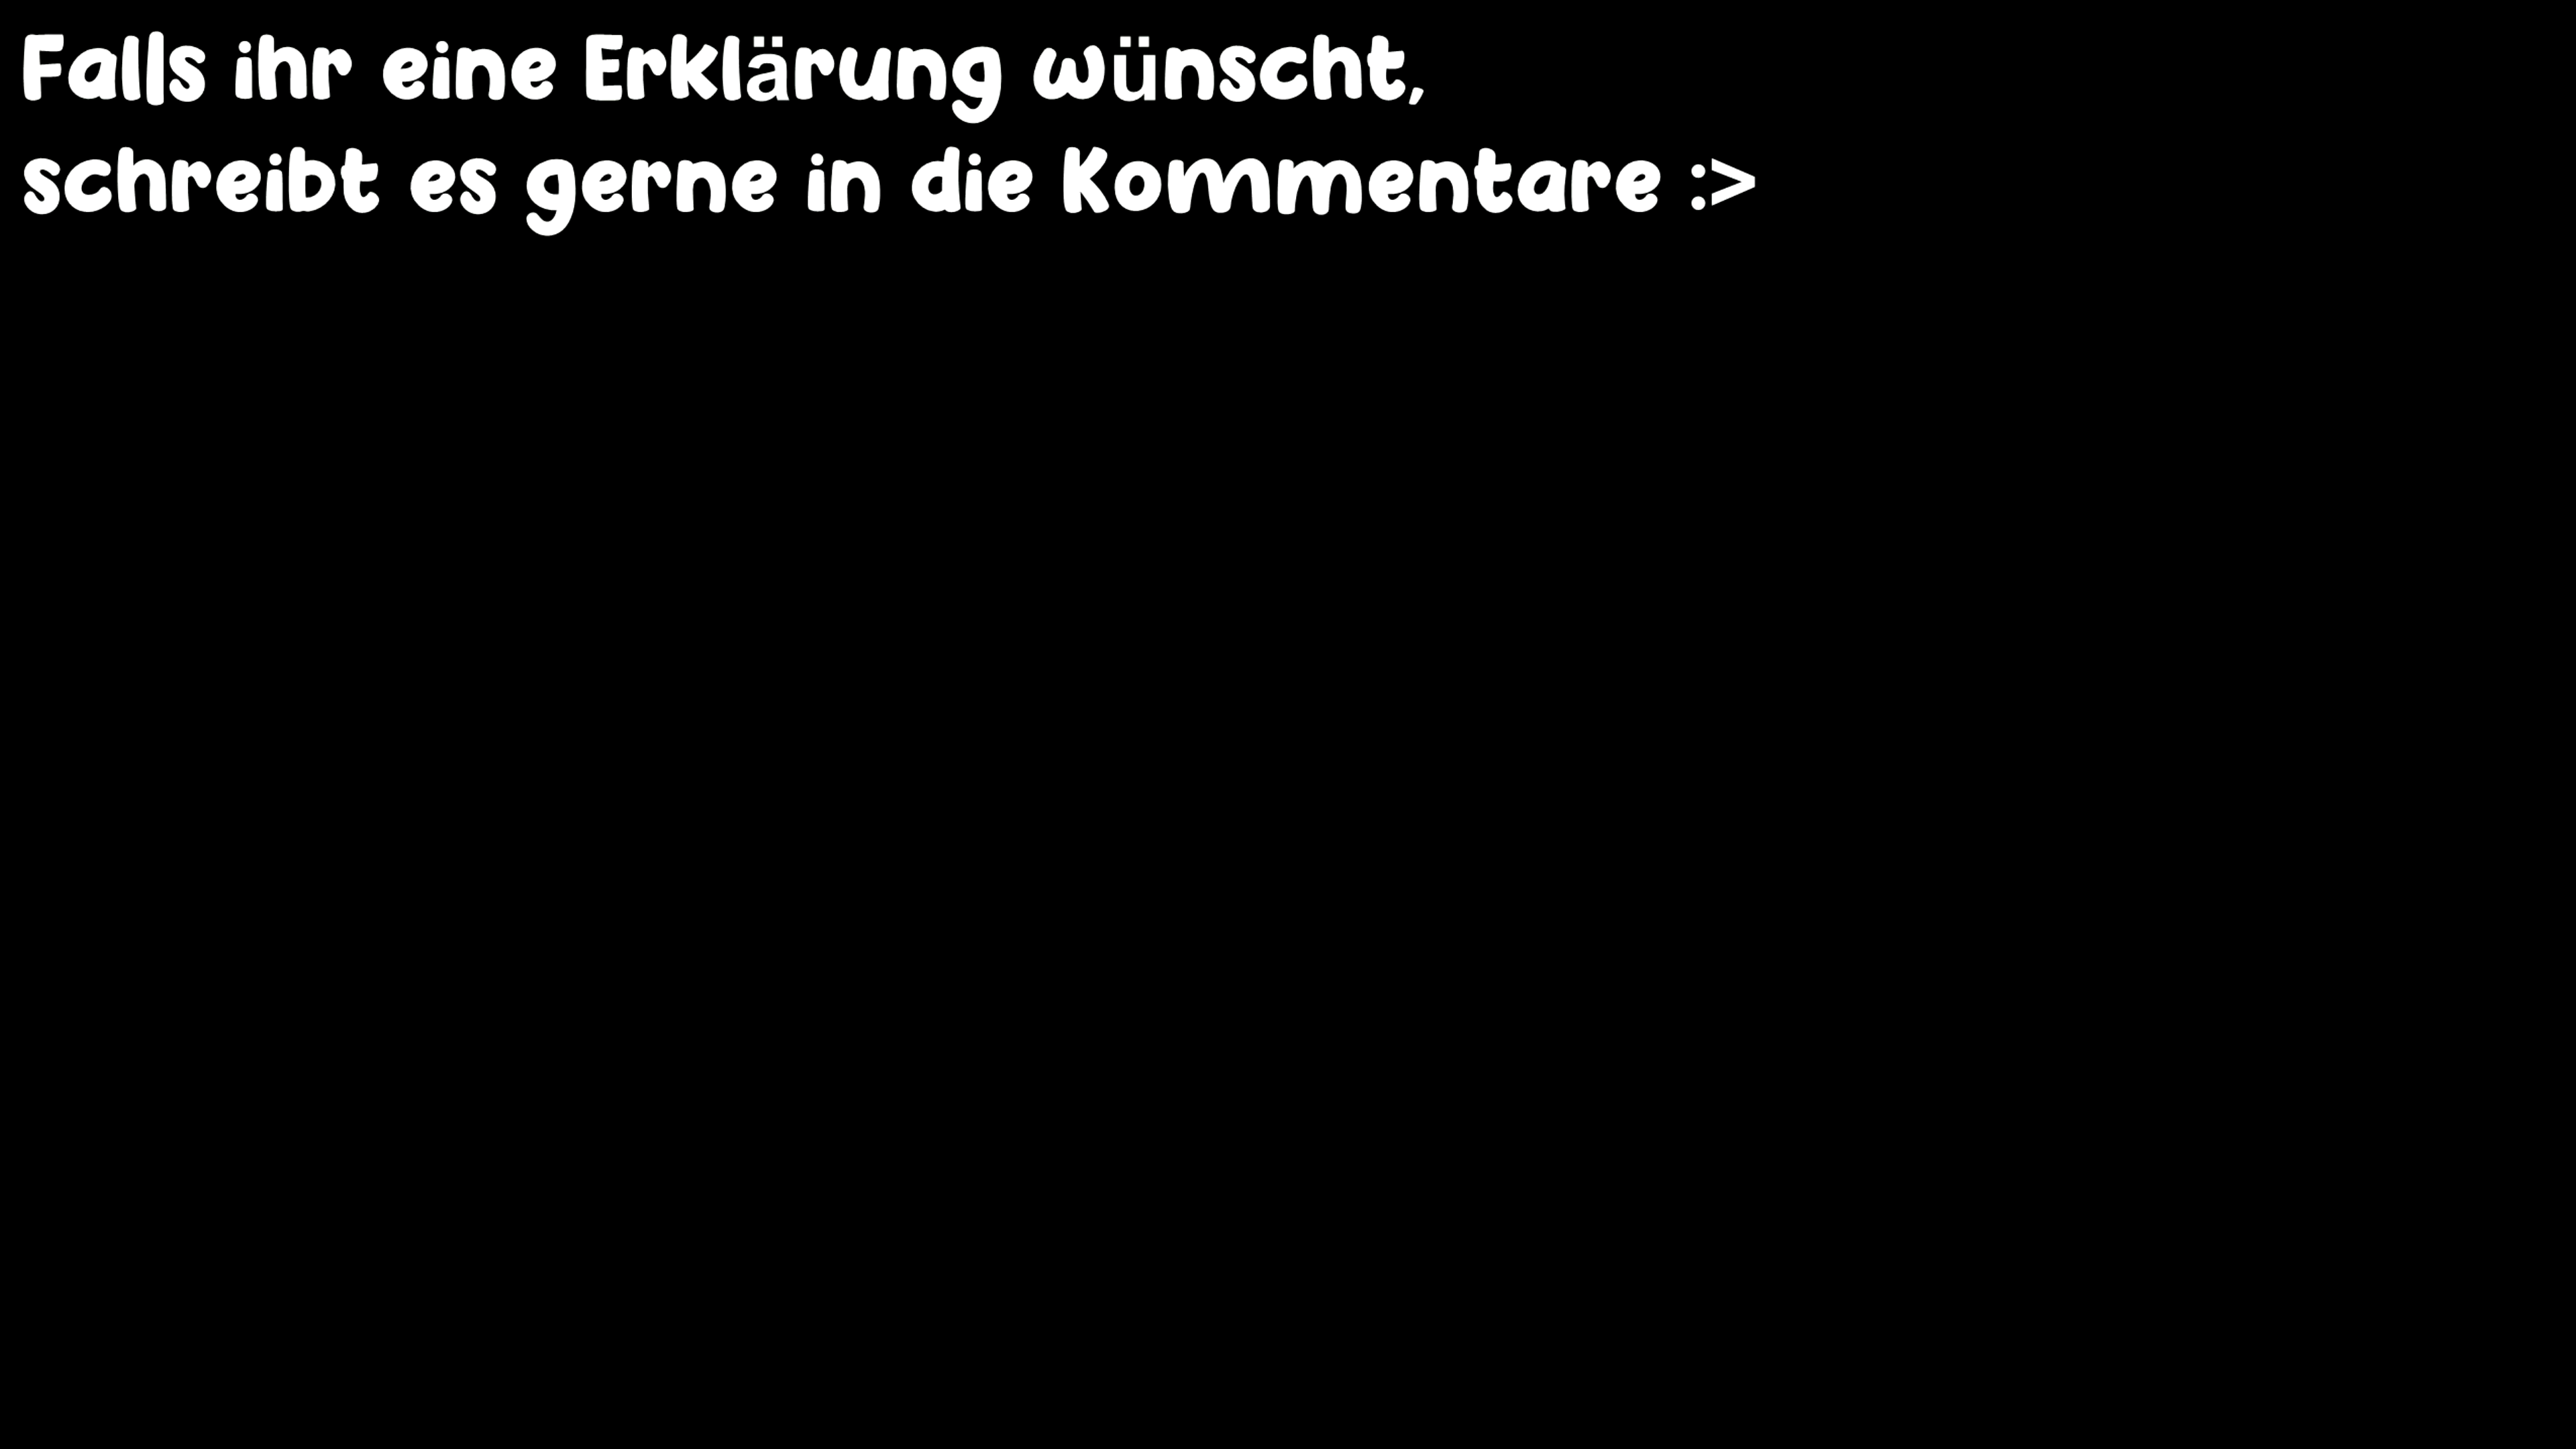 Falls ihr eine Erklärung wünscht,
schreibt es gerne in die Kommentare :>